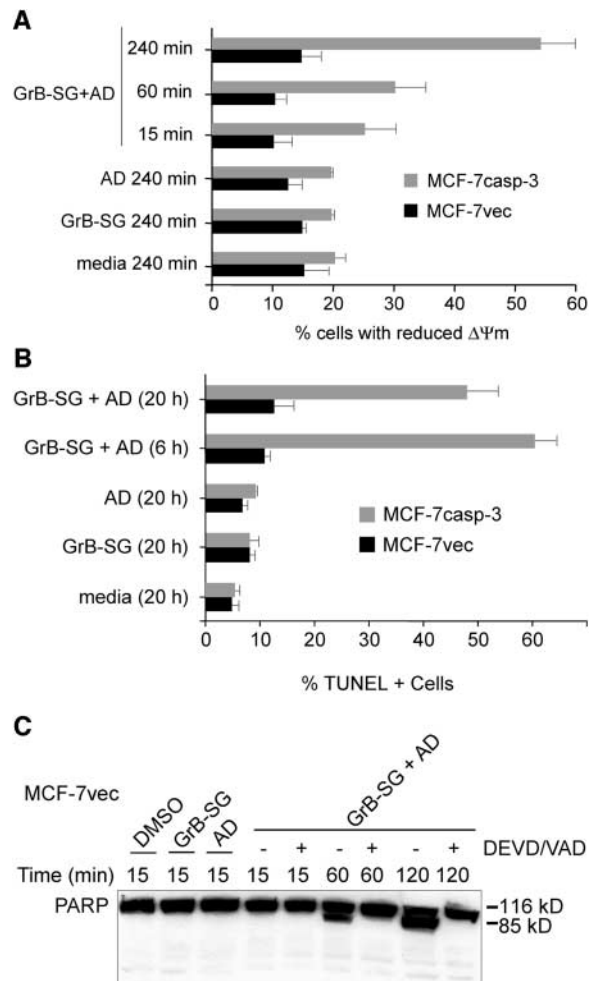 A
240 min
GrB-SG+AD
60 min
15 min
AD 240 min
GrB-SG 240 min
media 240 min
MCF-7casp-3
MCF-7vec
0 10 20 30 40 50 60
% cells with reduced ΔΨm
B
GrB-SG + AD (20 h)
GrB-SG + AD (6 h)
AD (20 h)
GrB-SG (20 h)
media (20 h)
MCF-7casp-3
MCF-7vec
0 10 20 30 40 50 60
% TUNEL + Cells
C
MCF-7vec
DMSO GrB-SG AD GrB-SG + AD
- + - + - + DEVD/VAD
Time (min) 15 15 15 15 15 60 60 120 120
PARP
–116 kD
–85 kD